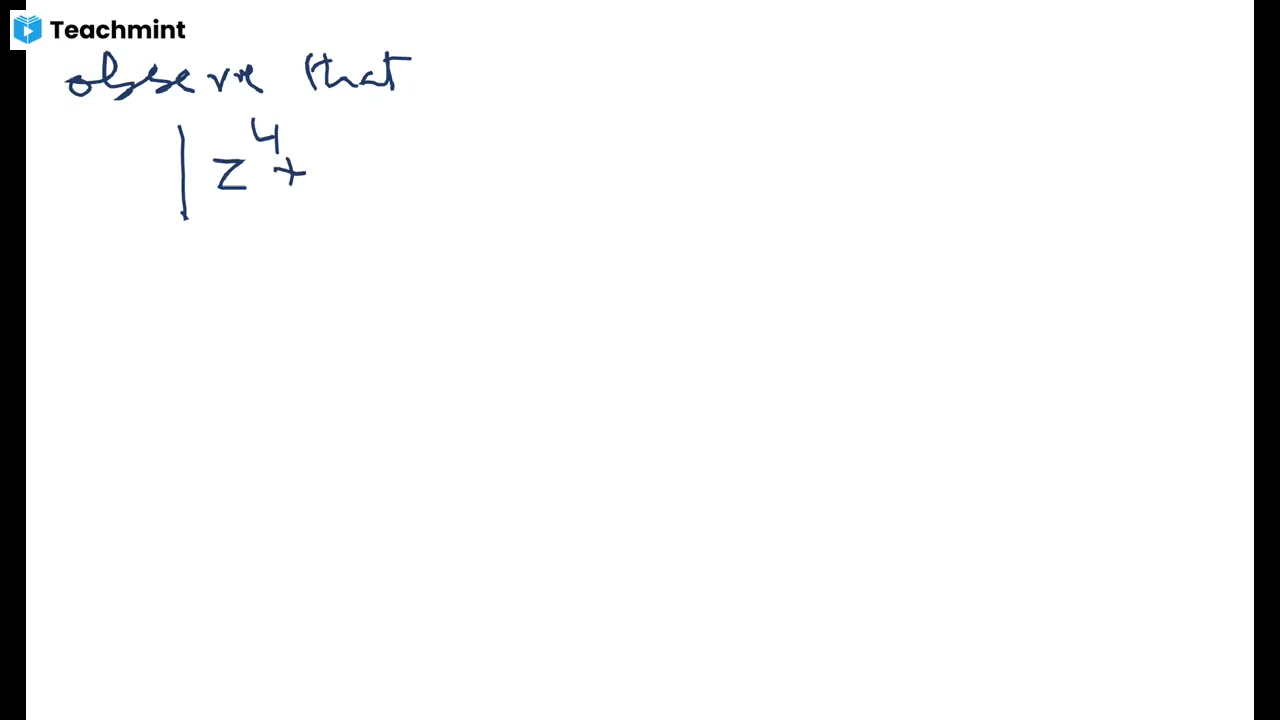 Teachmint
observe that
| z⁴ +